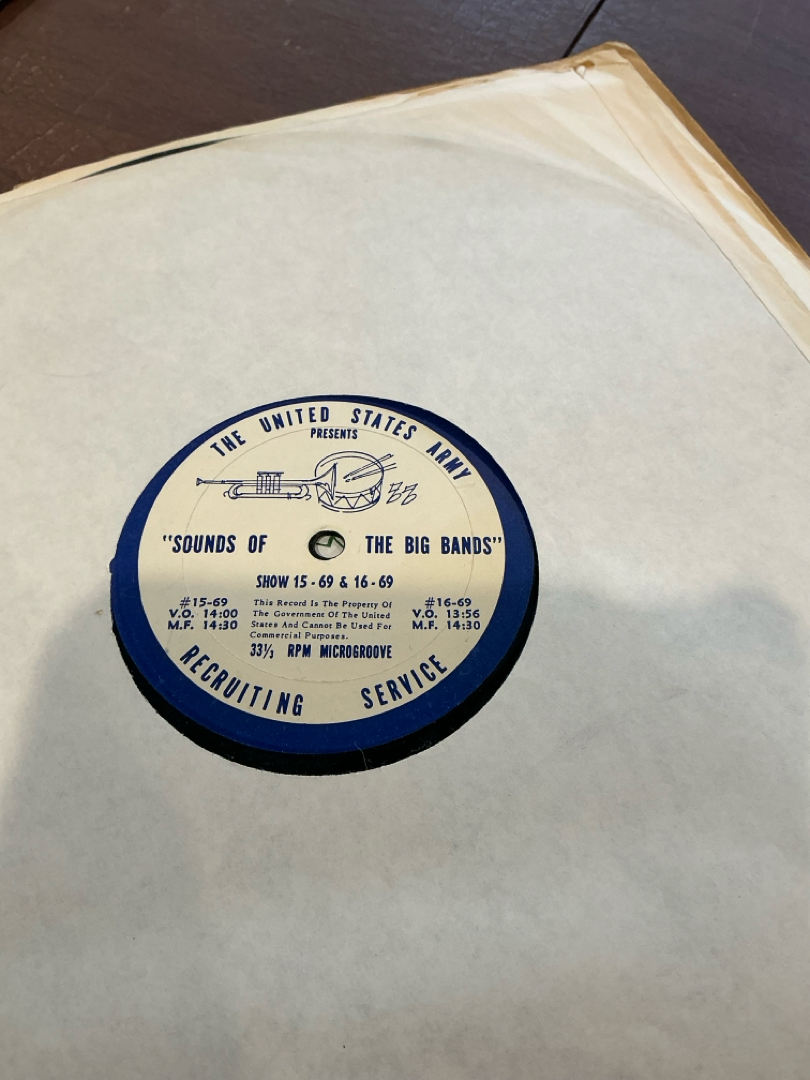 THE UNITED STATES ARMY
PRESENTS
"SOUNDS OF THE BIG BANDS"
SHOW 15-69 & 16-69
#15-69
V.O. 14:00
M.F. 14:30
This Record Is The Property Of
The Government Of The United
States And Cannot Be Used For
Commercial Purposes.
33⅓ RPM MICROGROOVE
#16-69
V.O. 13:56
M.F. 14:30
RECRUITING SERVICE